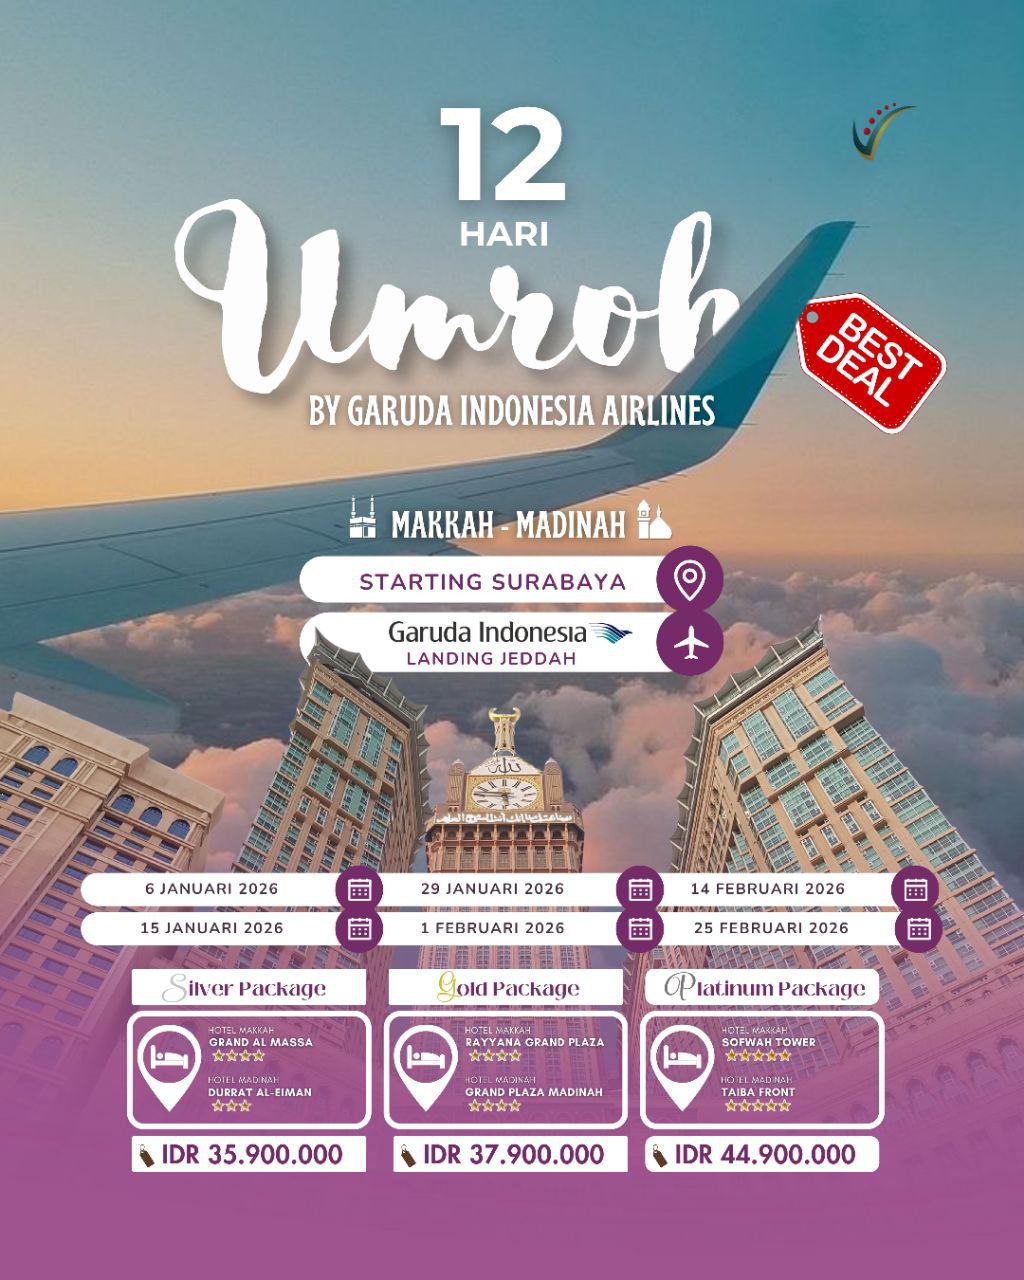 12
HARI
Umroh
BEST
DEAL
BY GARUDA INDONESIA AIRLINES
MAKKAH - MADINAH
STARTING SURABAYA
Garuda Indonesia
LANDING JEDDAH
6 JANUARI 2026
29 JANUARI 2026
14 FEBRUARI 2026
15 JANUARI 2026
1 FEBRUARI 2026
25 FEBRUARI 2026
Silver Package
HOTEL MAKKAH
GRAND AL MASSA
HOTEL MADINAH
DURRAT AL-EIMAN
IDR 35.900.000
Gold Package
HOTEL MAKKAH
RAYYANA GRAND PLAZA
HOTEL MADINAH
GRAND PLAZA MADINAH
IDR 37.900.000
Platinum Package
HOTEL MAKKAH
SOFWAH TOWER
HOTEL MADINAH
TAIBA FRONT
IDR 44.900.000